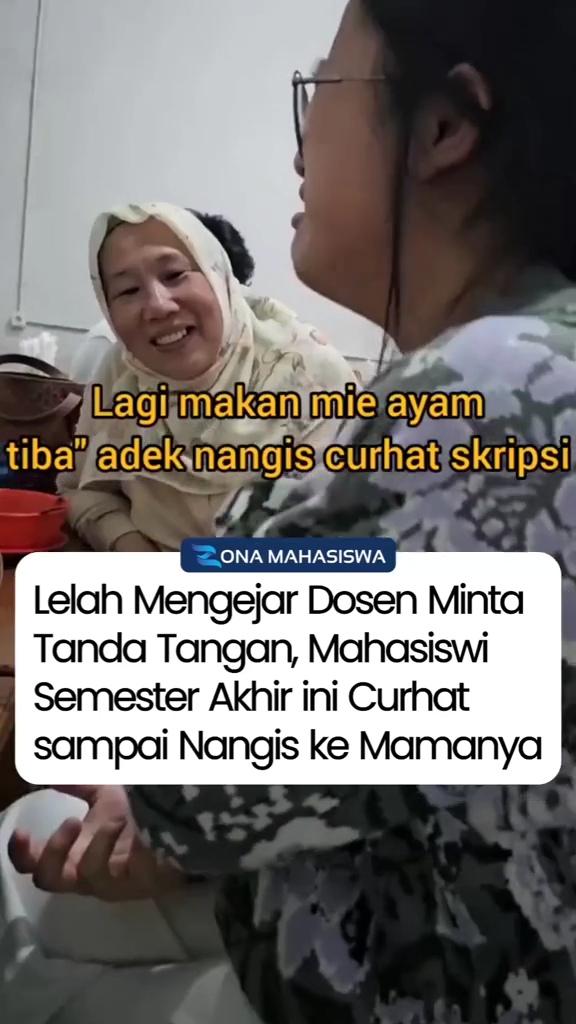 Lagi makan mie ayam
tiba" adek nangis curhat skripsi
ZONA MAHASISWA
Lelah Mengejar Dosen Minta
Tanda Tangan, Mahasiswi
Semester Akhir ini Curhat
sampai Nangis ke Mamanya